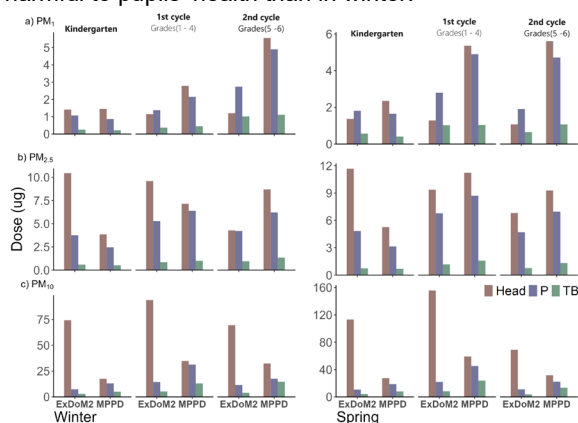 harmful to pupils' health than in winter.
a) PM1
Kindergarten
1st cycle
Grades(1 - 4)
2nd cycle
Grades(5 -6)
Kindergarten
1st cycle
Grades(1 - 4)
2nd cycle
Grades(5 -6)
5
4
3
2
1
0
6
4
2
0
b) PM2.5
Dose (ug)
10.0
7.5
5.0
2.5
0.0
12
9
6
3
0
c) PM10
Head P TB
75
50
25
0
160
120
80
40
0
ExDoM2 MPPD ExDoM2 MPPD ExDoM2 MPPD
ExDoM2 MPPD ExDoM2 MPPD ExDoM2 MPPD
Winter
Spring